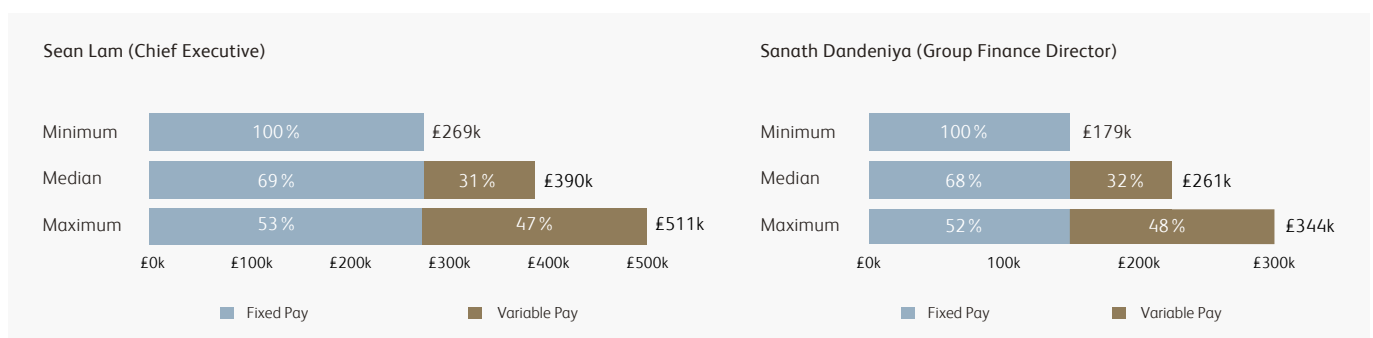 Sean Lam (Chief Executive)
Minimum 100% £269k
Median 69% 31% £390k
Maximum 53% 47% £511k
£0k £100k £200k £300k £400k £500k
Fixed Pay Variable Pay
Sanath Dandeniya (Group Finance Director)
Minimum 100% £179k
Median 68% 32% £261k
Maximum 52% 48% £344k
£0k 100k £200k £300k
Fixed Pay Variable Pay